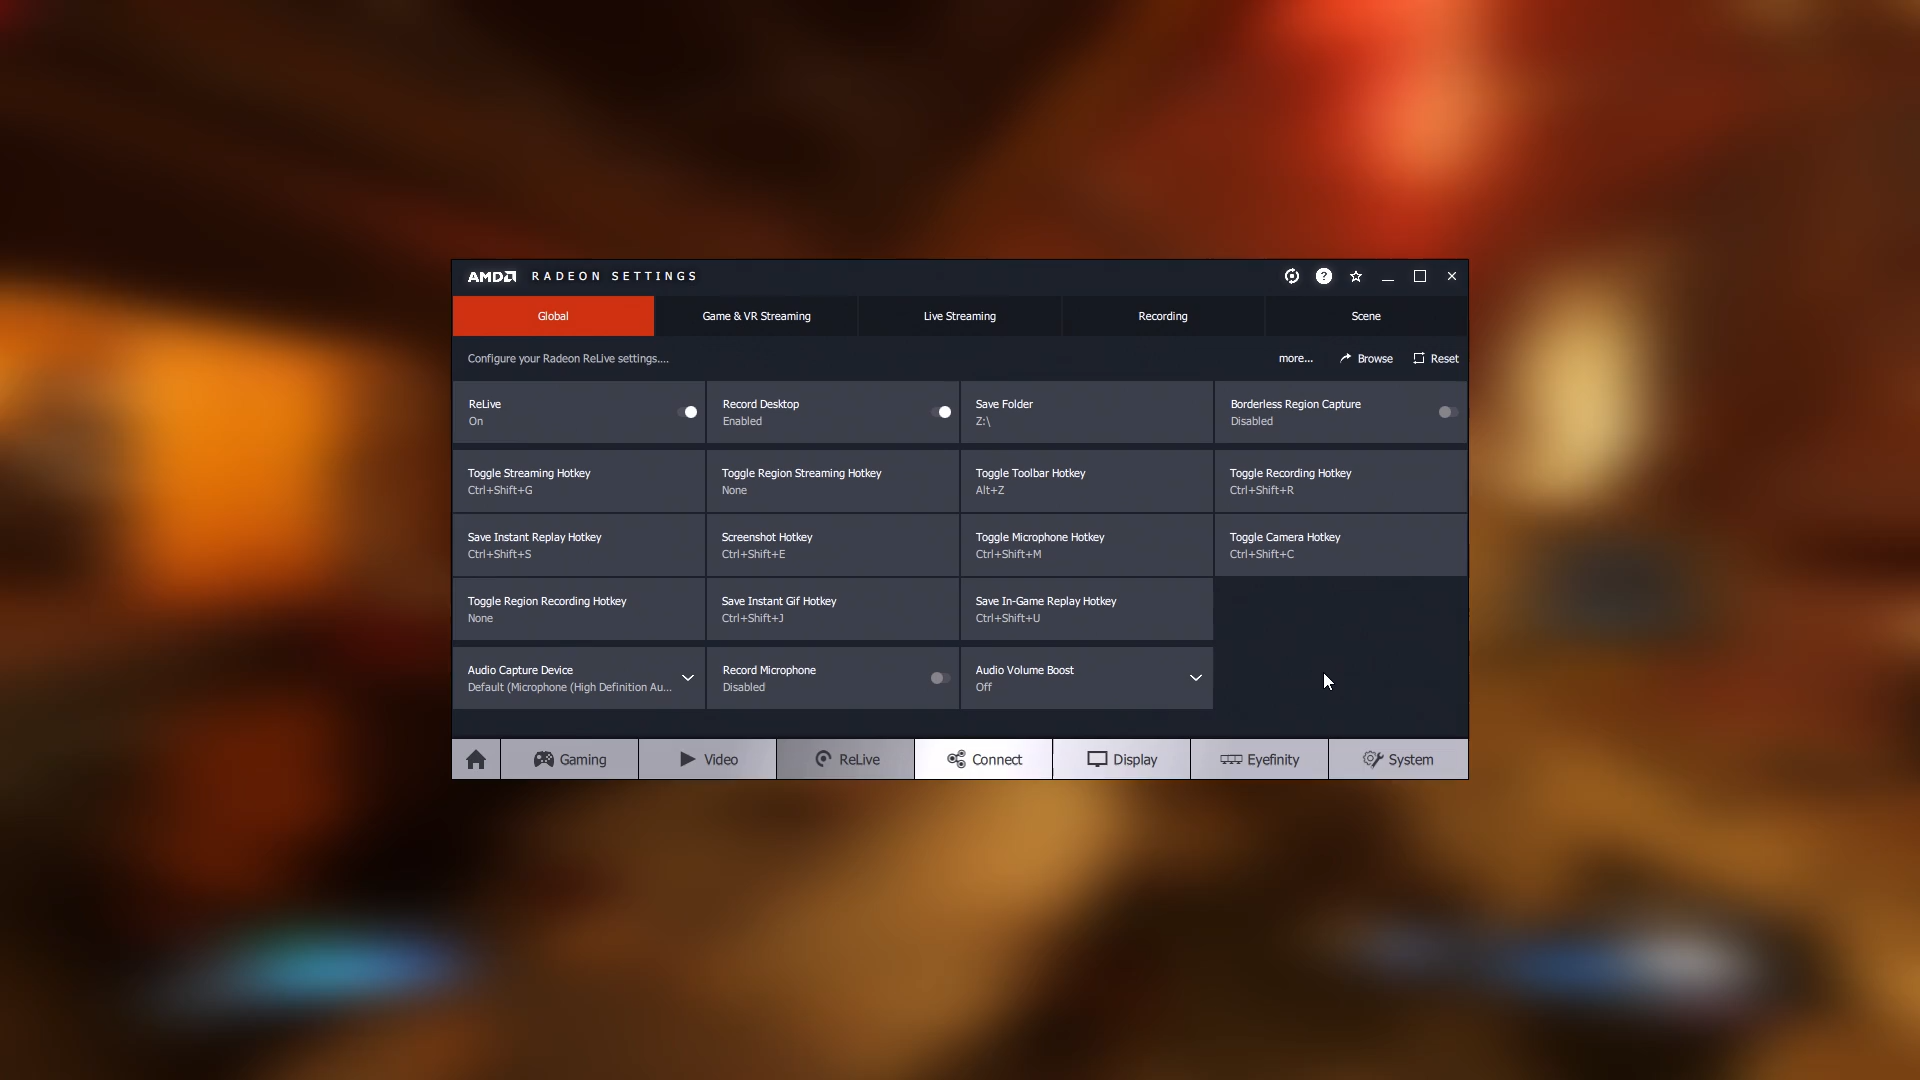 AMD RADEON SETTINGS
Global Game & VR Streaming Live Streaming Recording Scene
Configure your Radeon ReLive settings.... more... Browse Reset
ReLive
On
Record Desktop
Enabled
Save Folder
Z:\
Borderless Region Capture
Disabled
Toggle Streaming Hotkey
Ctrl+Shift+G
Toggle Region Streaming Hotkey
None
Toggle Toolbar Hotkey
Alt+Z
Toggle Recording Hotkey
Ctrl+Shift+R
Save Instant Replay Hotkey
Ctrl+Shift+S
Screenshot Hotkey
Ctrl+Shift+E
Toggle Microphone Hotkey
Ctrl+Shift+M
Toggle Camera Hotkey
Ctrl+Shift+C
Toggle Region Recording Hotkey
None
Save Instant Gif Hotkey
Ctrl+Shift+J
Save In-Game Replay Hotkey
Ctrl+Shift+U
Audio Capture Device
Default (Microphone (High Definition Au...
Record Microphone
Disabled
Audio Volume Boost
Off
Gaming Video ReLive Connect Display Eyefinity System